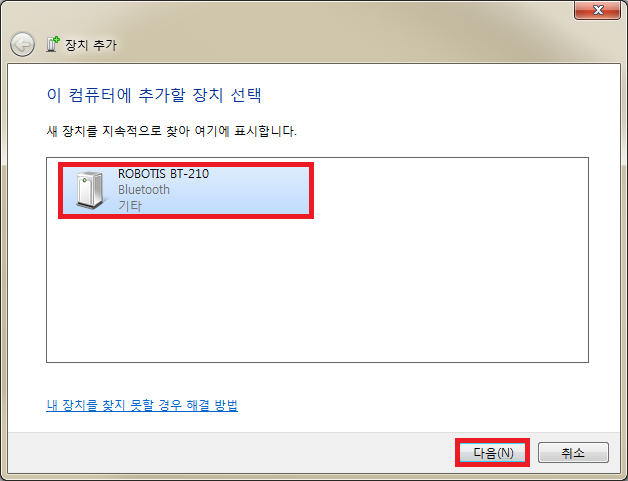 장치 추가
이 컴퓨터에 추가할 장치 선택
새 장치를 지속적으로 찾아 여기에 표시합니다.
ROBOTIS BT-210
Bluetooth
기타
내 장치를 찾지 못할 경우 해결 방법
다음(N)
취소